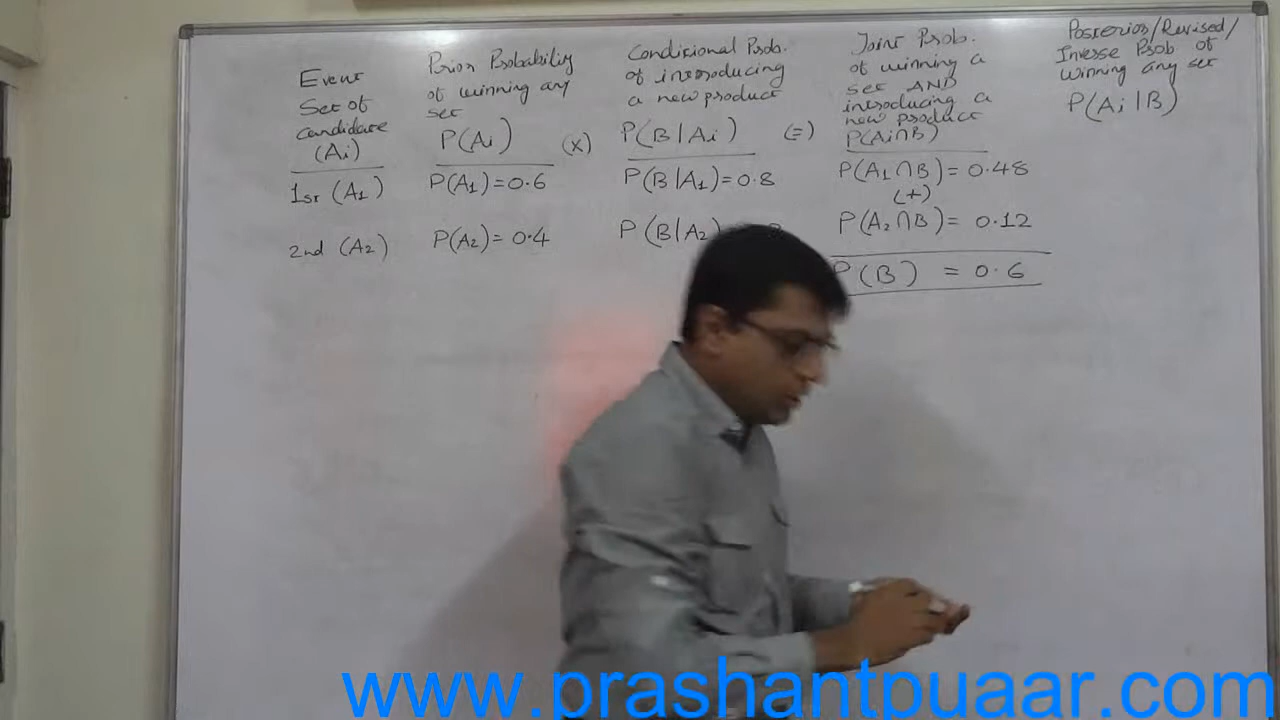 Event
Set of
candidate
(Ai)
Prior Probability
of winning any
set
P(Ai)
(x)
Conditional Prob.
of introducing
a new product
P(B|Ai)
(=)
Joint Prob.
of winning a
set AND
introducing a
new product
P(Ai∩B)
Posterior/Revised/
Inverse Prob. of
winning any set
P(Ai|B)
1st (A1)
P(A1)=0.6
P(B|A1)=0.8
P(A1∩B)=0.48
(+)
2nd (A2)
P(A2)=0.4
P(B|A2)
P(A2∩B)=0.12
P(B) =0.6
www.prashantpuaar.com